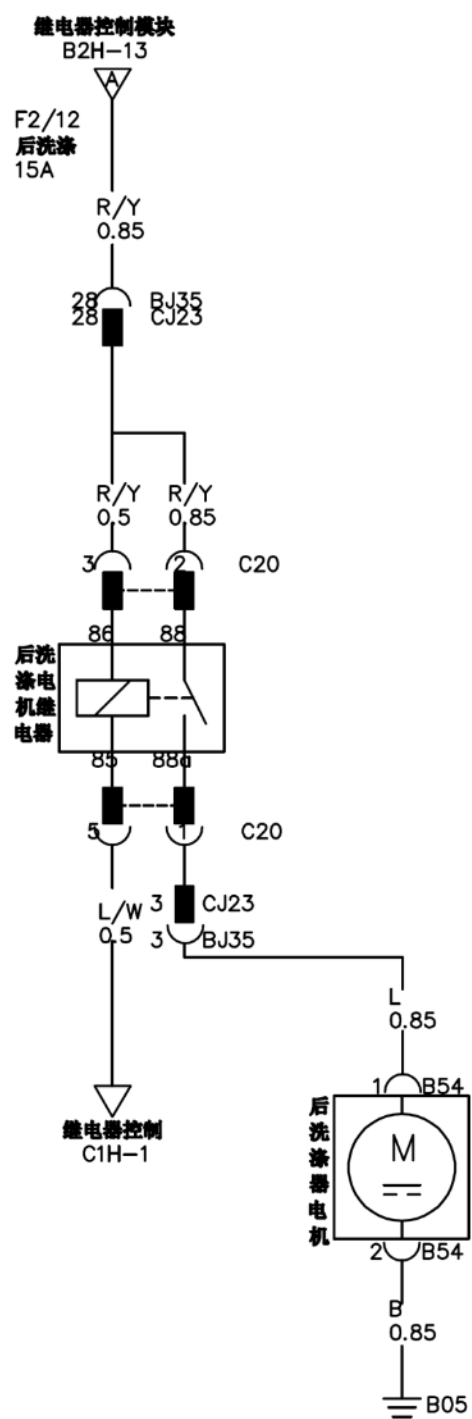 继电器控制模块
B2H-13
A
F2/12
后洗涤
15A
R/Y
0.85
28 BJ35
28 CJ23
R/Y R/Y
0.5 0.85
3 2 C20
86 88
后洗
涤电
机继
电器
85 88a
5 1 C20
L/W 3 CJ23
0.5 3 BJ35
L
0.85
1 B54
继电器控制
C1H-1
后洗涤器电机
M
2 B54
B
0.85
B05